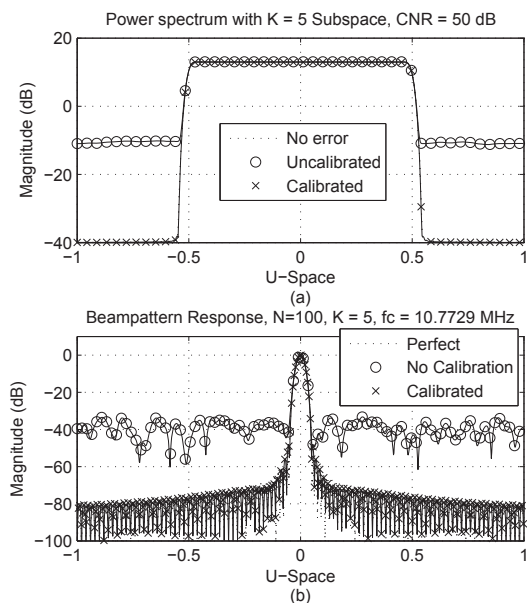 Power spectrum with K = 5 Subspace, CNR = 50 dB
20
0
−20
−40
Magnitude (dB)
No error
Uncalibrated
Calibrated
−1 −0.5 0 0.5 1
U−Space
(a)
Beampattern Response, N=100, K = 5, fc = 10.7729 MHz
0
−20
−40
−60
−80
−100
Magnitude (dB)
Perfect
No Calibration
Calibrated
−1 −0.5 0 0.5 1
U−Space
(b)